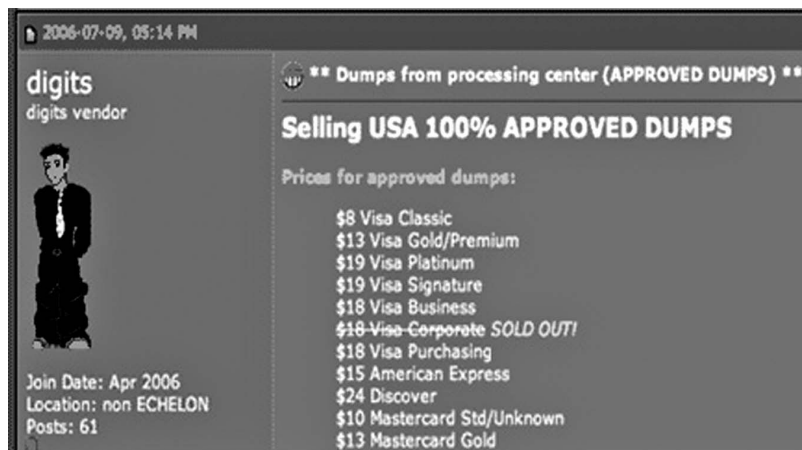 2006-07-09, 05:14 PM
digits
digits vendor
Join Date: Apr 2006
Location: non ECHELON
Posts: 61
** Dumps from processing center (APPROVED DUMPS) **
Selling USA 100% APPROVED DUMPS
Prices for approved dumps:
$8 Visa Classic
$13 Visa Gold/Premium
$19 Visa Platinum
$19 Visa Signature
$18 Visa Business
$18 Visa Corporate SOLD OUT!
$18 Visa Purchasing
$15 American Express
$24 Discover
$10 Mastercard Std/Unknown
$13 Mastercard Gold